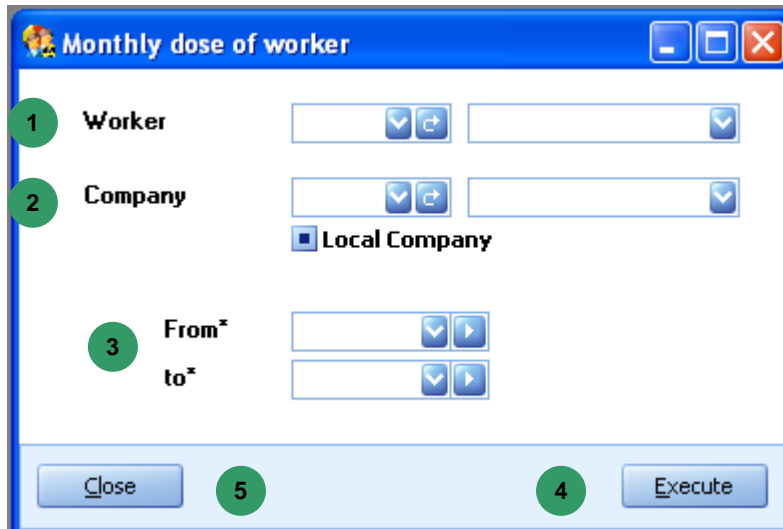 Monthly dose of worker
1 Worker
2 Company
Local Company
3 From*
to*
Close 5 4 Execute